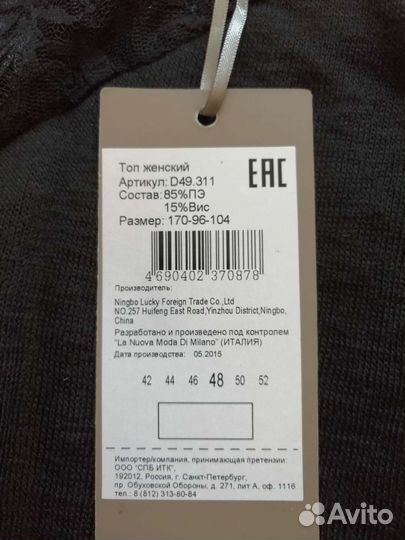 Топ женский
Артикул: D49.311
Состав: 85%ПЭ
15%Вис
Размер: 170-96-104
EAC
4 690402 370878
Производитель:
Ningbo Lucky Foreign Trade Co.,Ltd
NO.257 Huifeng East Road,Yinzhou District,Ningbo,
China
Разработано и произведено под контролем
"La Nuova Moda Di Milano" (ИТАЛИЯ)
Дата производства: 05.2015
42 44 46 48 50 52
Импортер/компания, принимающая претензии:
ООО "СПБ ИТК",
192012, Россия, г. Санкт-Петербург,
пр. Обуховской Обороны, д. 271, лит А, оф. 1116
тел.: 8 (812) 313-60-84
Avito